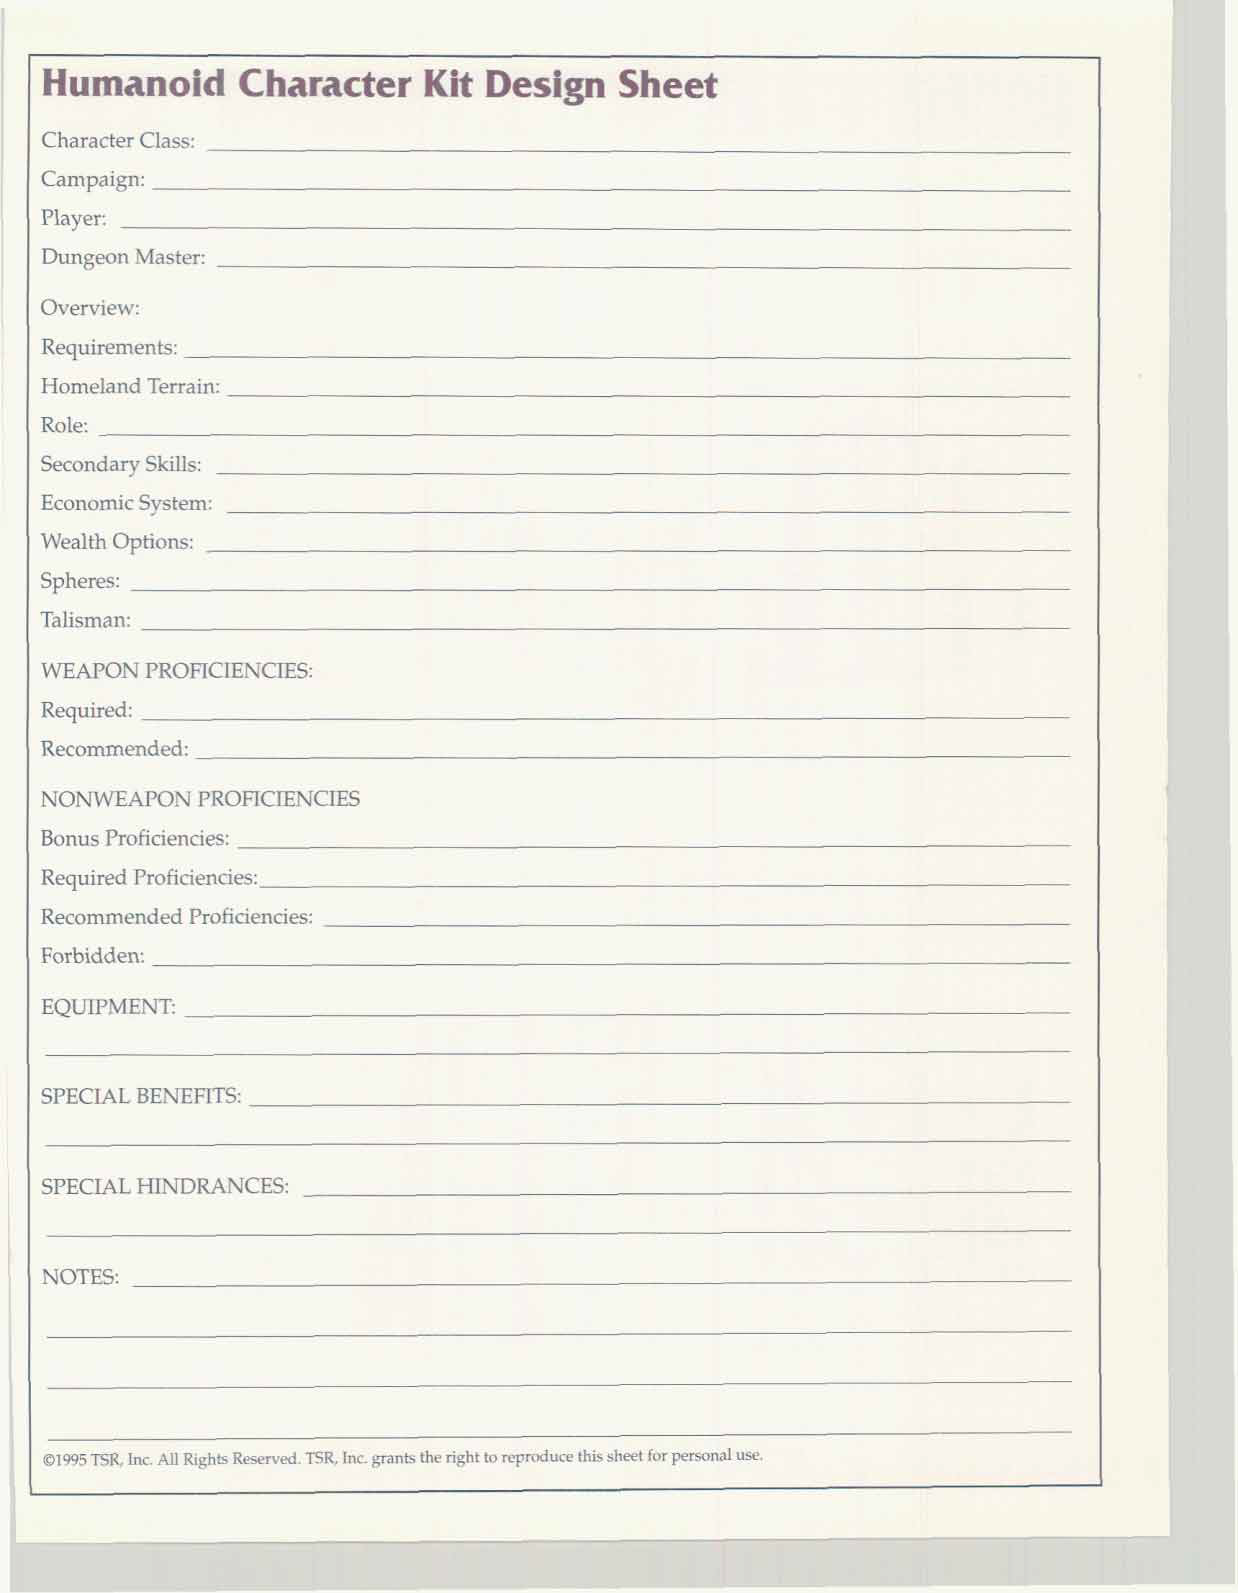 Humanoid Character Kit Design Sheet
Character Class:
Campaign:
Player:
Dungeon Master:
Overview:
Requirements:
Homeland Terrain:
Role:
Secondary Skills:
Economic System:
Wealth Options:
Spheres:
Talisman:
WEAPON PROFICIENCIES:
Required:
Recommended:
NONWEAPON PROFICIENCIES
Bonus Proficiencies:
Required Proficiencies:
Recommended Proficiencies:
Forbidden:
EQUIPMENT:
SPECIAL BENEFITS:
SPECIAL HINDRANCES:
NOTES:
©1995 TSR, Inc. All Rights Reserved. TSR, Inc. grants the right to reproduce this sheet for personal use.